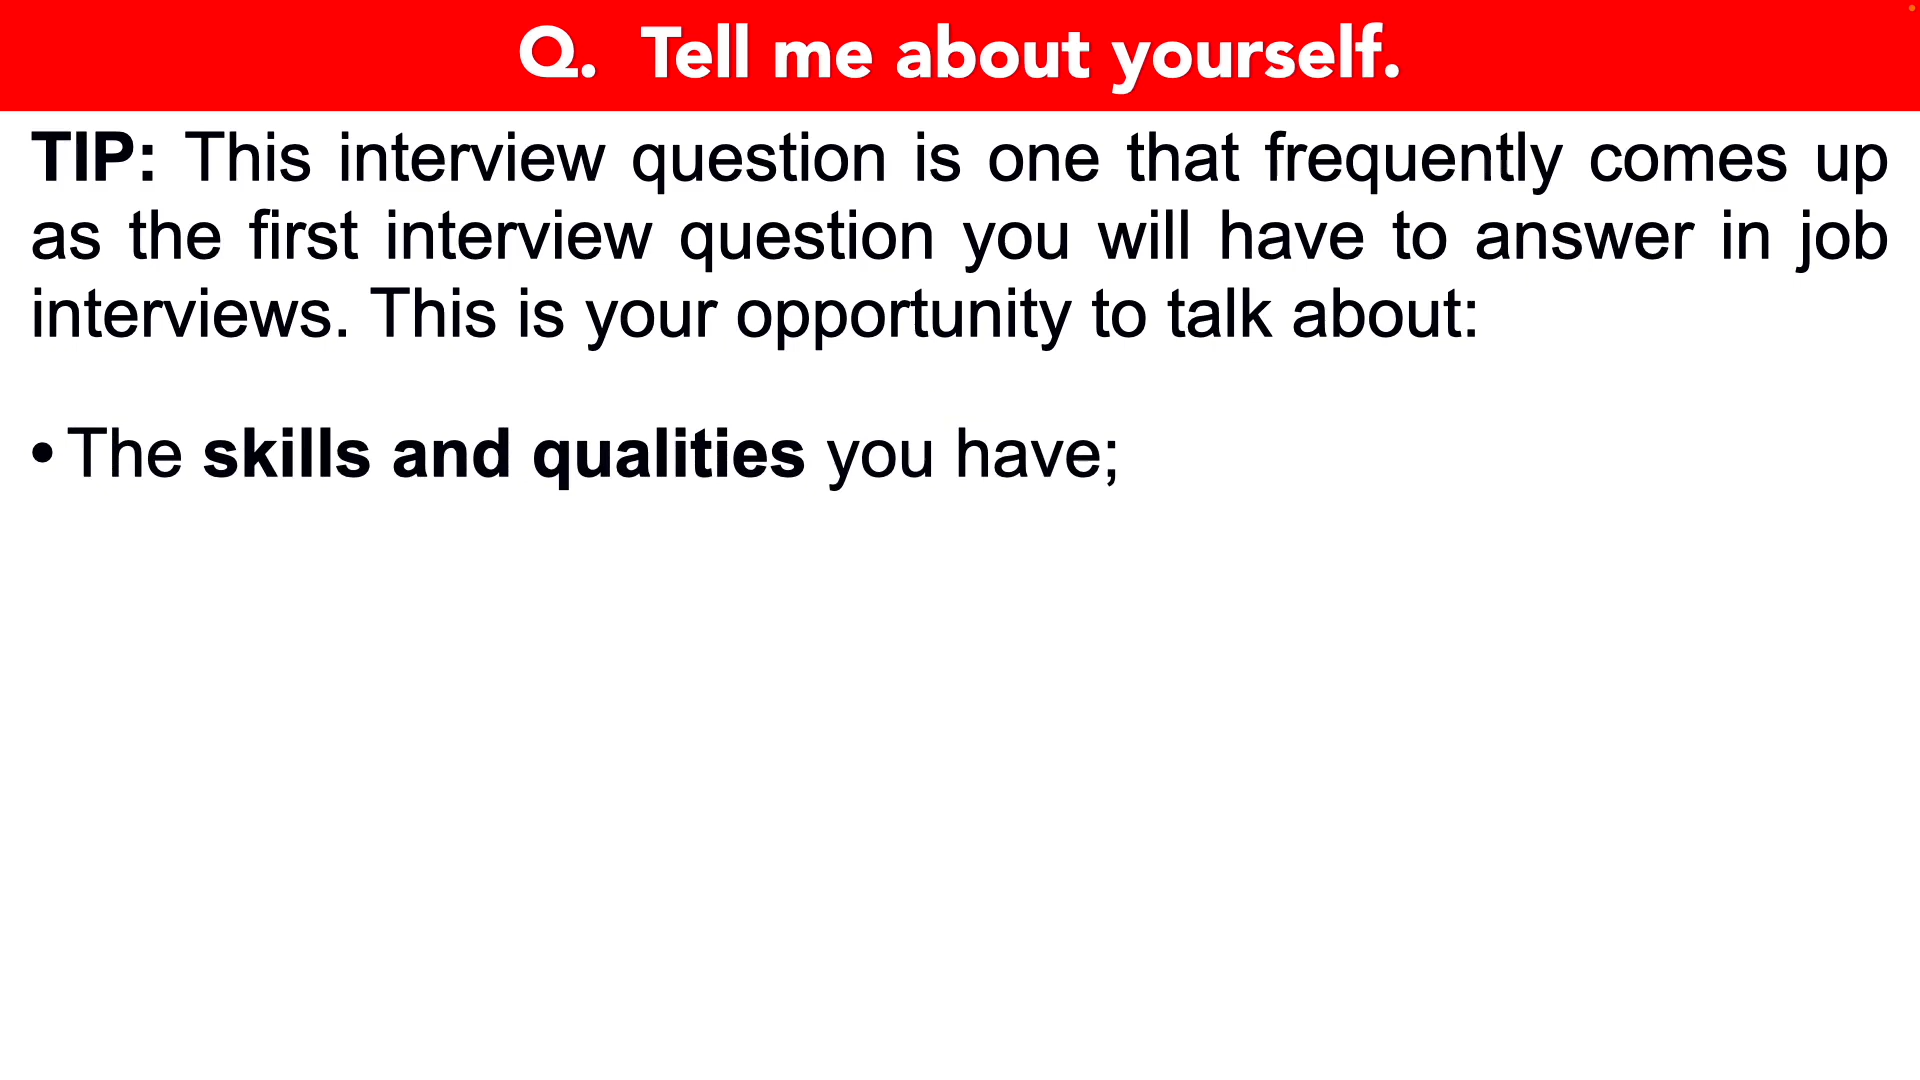 Q. Tell me about yourself.
TIP: This interview question is one that frequently comes up
as the first interview question you will have to answer in job
interviews. This is your opportunity to talk about:
• The skills and qualities you have;